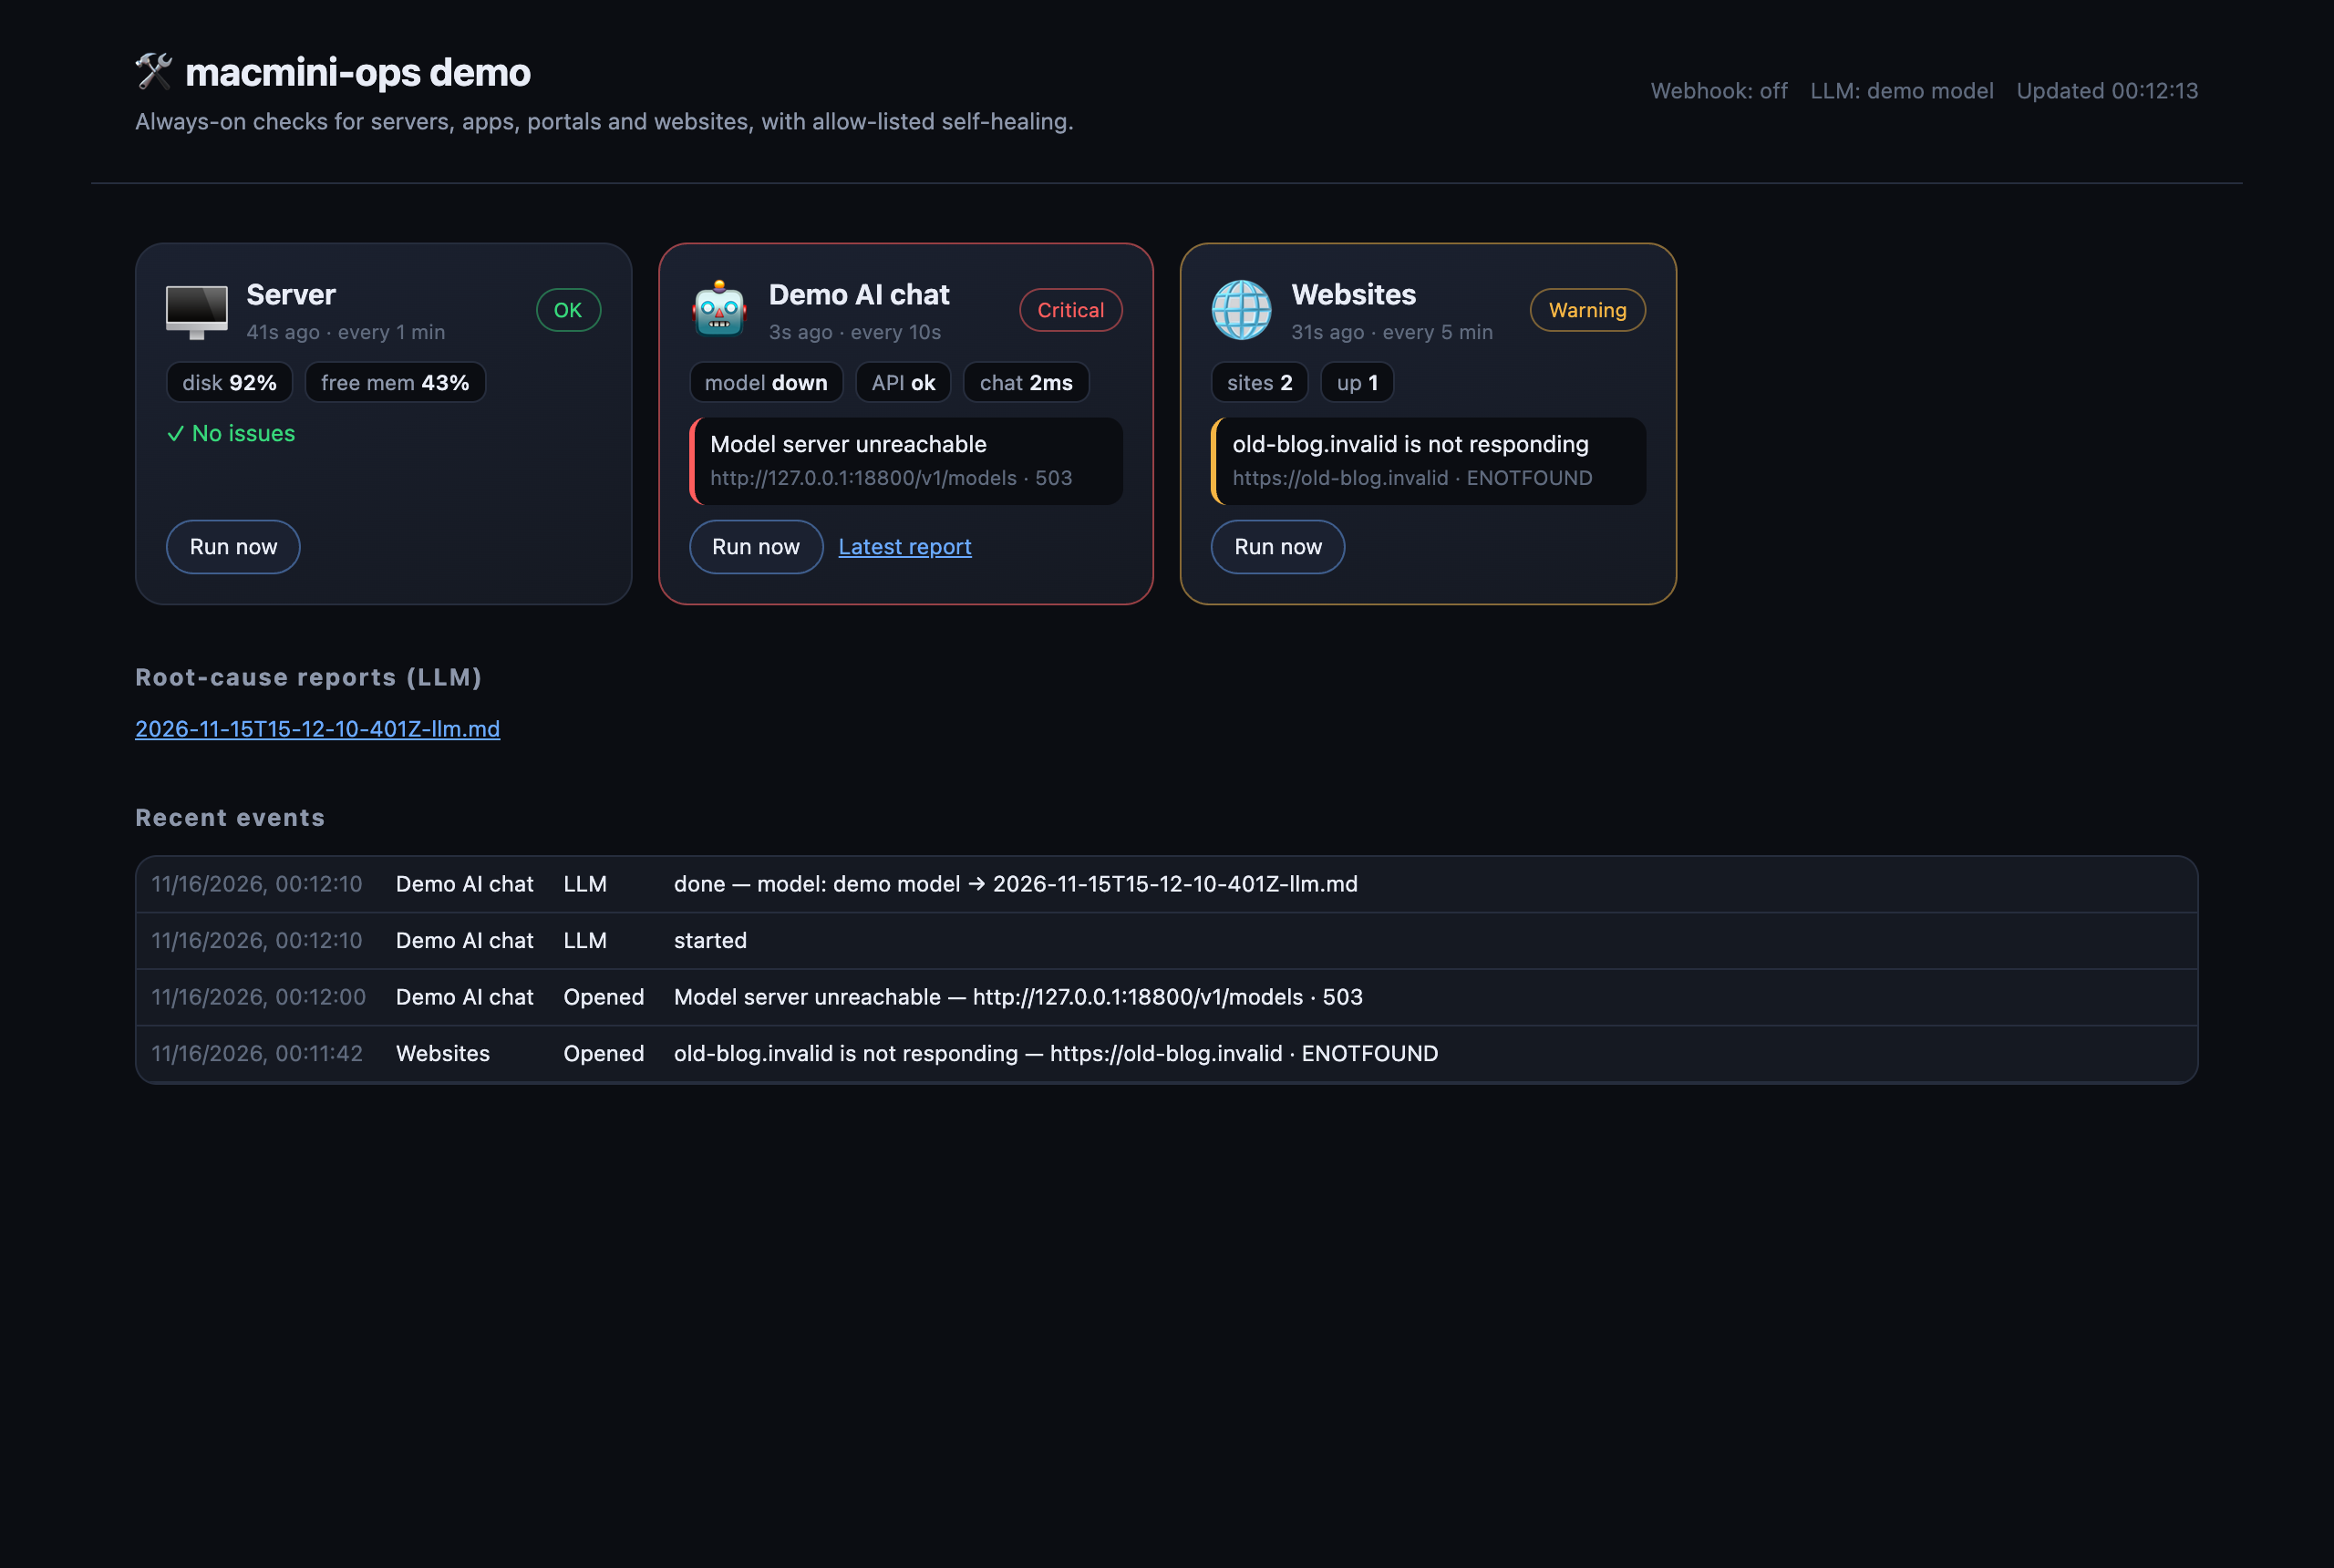 macmini-ops demo
Always-on checks for servers, apps, portals and websites, with allow-listed self-healing.
Webhook: off LLM: demo model Updated 00:12:13
Server
41s ago · every 1 min
OK
disk 92% free mem 43%
✓ No issues
Run now
Demo AI chat
3s ago · every 10s
Critical
model down API ok chat 2ms
Model server unreachable
http://127.0.0.1:18800/v1/models · 503
Run now Latest report
Websites
31s ago · every 5 min
Warning
sites 2 up 1
old-blog.invalid is not responding
https://old-blog.invalid · ENOTFOUND
Run now
Root-cause reports (LLM)
2026-11-15T15-12-10-401Z-llm.md
Recent events
11/16/2026, 00:12:10 Demo AI chat LLM done — model: demo model → 2026-11-15T15-12-10-401Z-llm.md
11/16/2026, 00:12:10 Demo AI chat LLM started
11/16/2026, 00:12:00 Demo AI chat Opened Model server unreachable — http://127.0.0.1:18800/v1/models · 503
11/16/2026, 00:11:42 Websites Opened old-blog.invalid is not responding — https://old-blog.invalid · ENOTFOUND